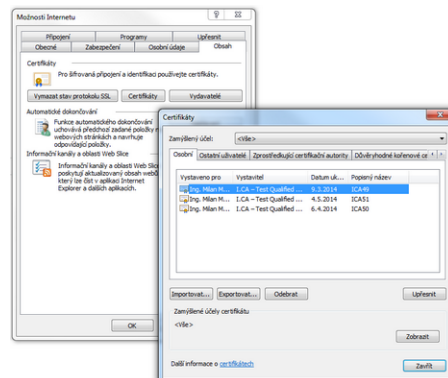 Možnosti Internetu
Připojení Programy Upřesnit
Obecné Zabezpečení Osobní údaje Obsah
Certifikáty
Pro šifrovaná připojení a identifikaci používejte certifikáty.
Vymazat stav protokolu SSL Certifikáty Vydavatelé
Automatické dokončování
Funkce automatického dokončování
uchovává předchozí zadané položky n
webových stránkách a navrhuje
odpovídající položky.
Informační kanály a oblasti Web Slice
Informační kanály a oblasti Web Slice
poskytují aktualizovaný obsah webů
který lze číst v aplikaci Internet
Explorer a dalších aplikacích.
OK
Certifikáty
Zamýšlený účel: <Vše>
Osobní Ostatní uživatelé Zprostředkující certifikační autority Důvěryhodné kořenové ce
Vystaveno pro Vystavitel Datum uk... Popisný název
Ing. Milan M... I.CA – Test Qualified ... 9.3.2014 ICA49
Ing. Milan M... I.CA – Test Qualified ... 4.5.2014 ICA51
Ing. Milan M... I.CA – Test Qualified ... 6.4.2014 ICA50
Importovat... Exportovat... Odebrat Upřesnit
Zamýšlené účely certifikátu
<Vše>
Zobrazit
Další informace o certifikátech
Zavřít